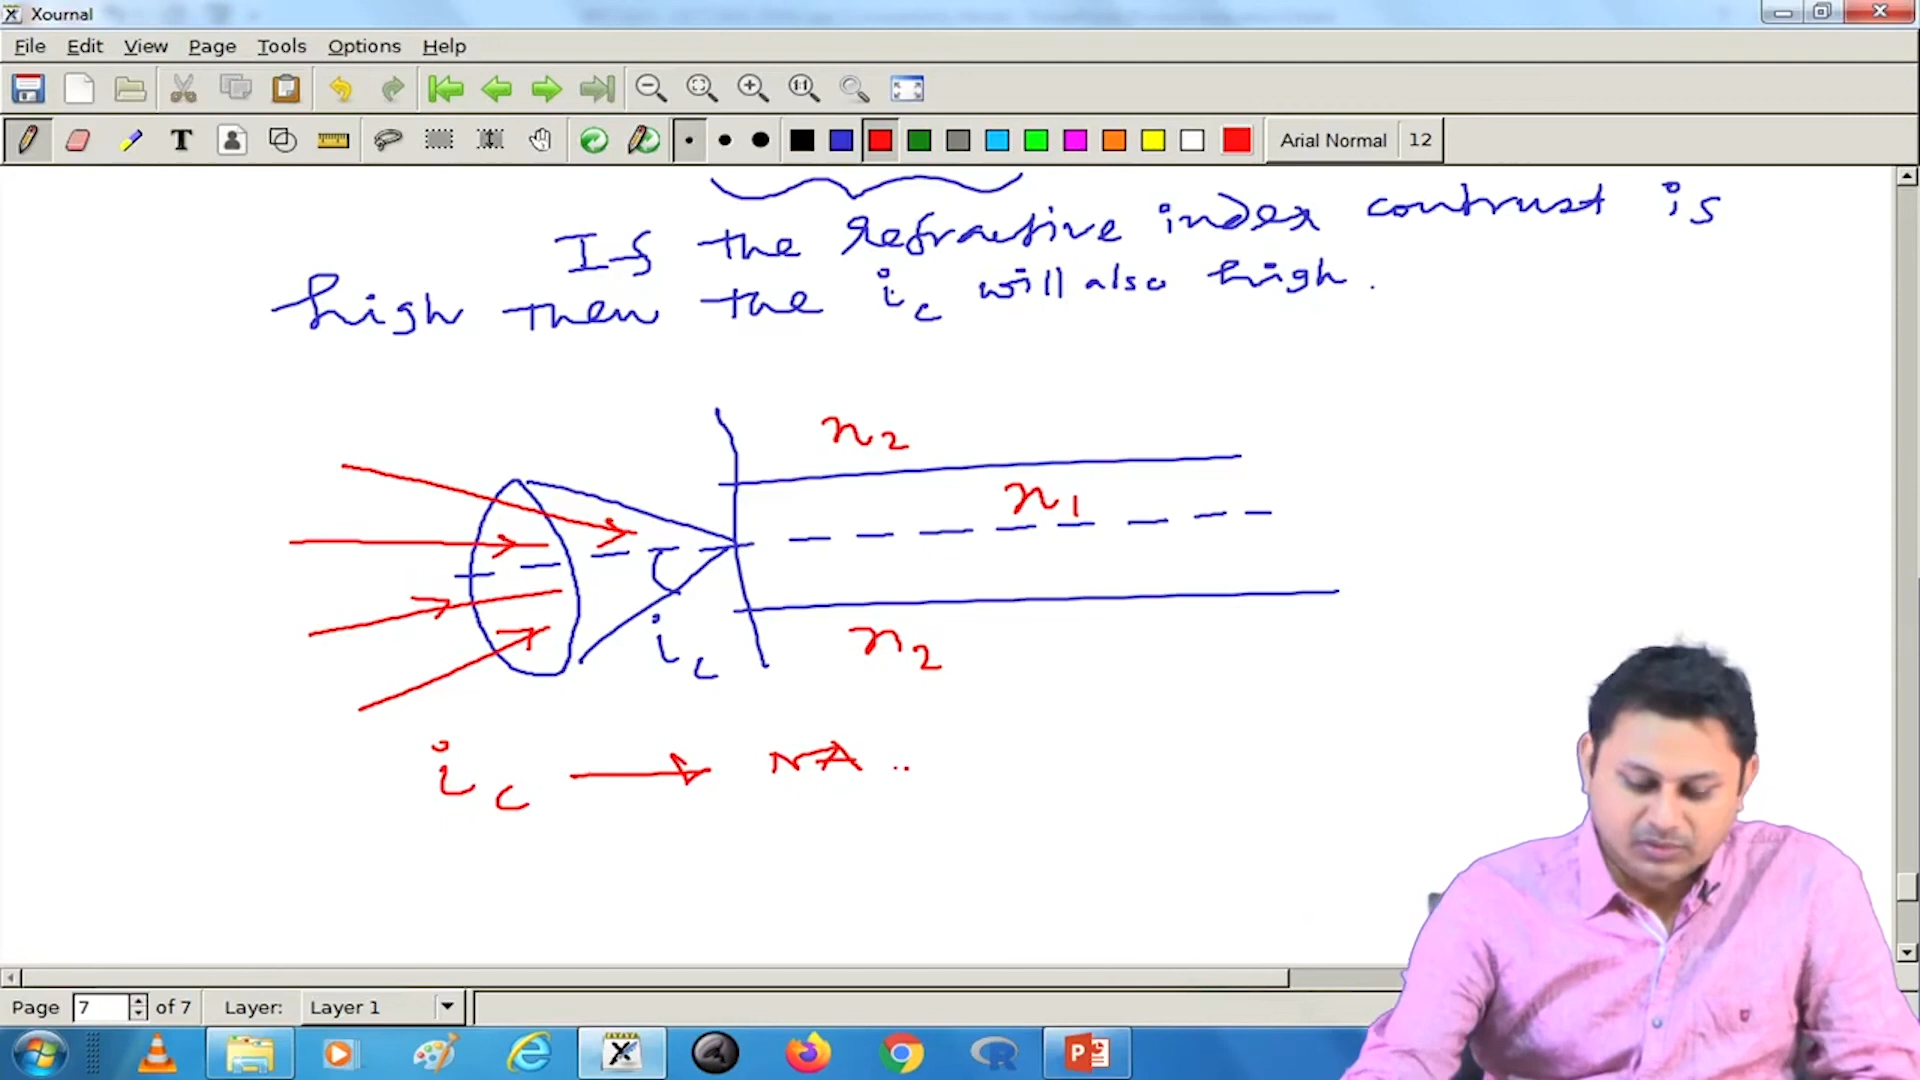 Xournal
File Edit View Page Tools Options Help
T Arial Normal 12
If the refractive index contrust is
high then the ic will also high.
n2
n1
ic
n2
ic → NA ..
Page 7 of 7 Layer: Layer 1